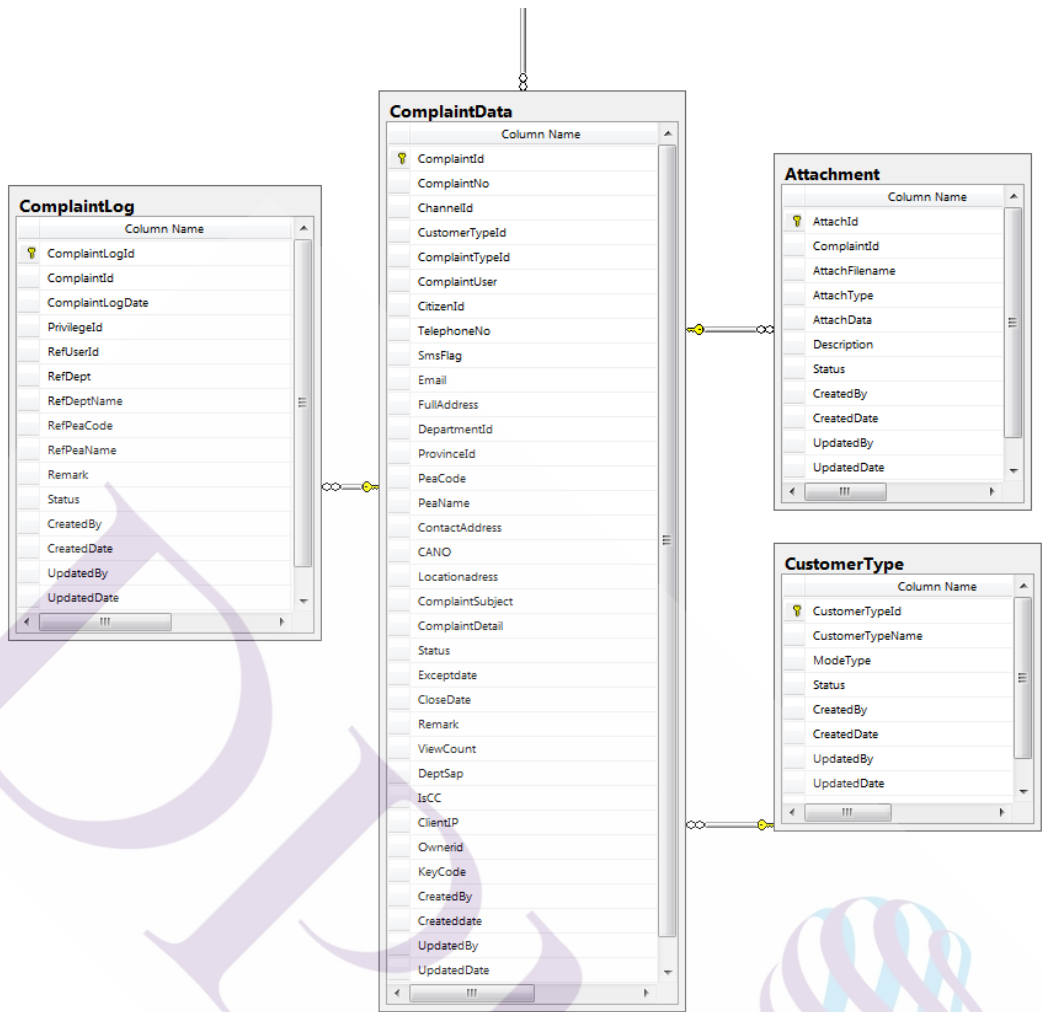 ComplaintLog
Column Name
ComplaintLogId
ComplaintId
ComplaintLogDate
PrivilegeId
RefUserId
RefDept
RefDeptName
RefPeaCode
RefPeaName
Remark
Status
CreatedBy
CreatedDate
UpdatedBy
UpdatedDate
ComplaintData
Column Name
ComplaintId
ComplaintNo
ChannelId
CustomerTypeId
ComplaintTypeId
ComplaintUser
CitizenId
TelephoneNo
SmsFlag
Email
FullAddress
DepartmentId
ProvinceId
PeaCode
PeaName
ContactAddress
CANO
Locationadress
ComplaintSubject
ComplaintDetail
Status
Exceptdate
CloseDate
Remark
ViewCount
DeptSap
IsCC
ClientIP
Ownerid
KeyCode
CreatedBy
Createddate
UpdatedBy
UpdatedDate
Attachment
Column Name
AttachId
ComplaintId
AttachFilename
AttachType
AttachData
Description
Status
CreatedBy
CreatedDate
UpdatedBy
UpdatedDate
CustomerType
Column Name
CustomerTypeId
CustomerTypeName
ModeType
Status
CreatedBy
CreatedDate
UpdatedBy
UpdatedDate